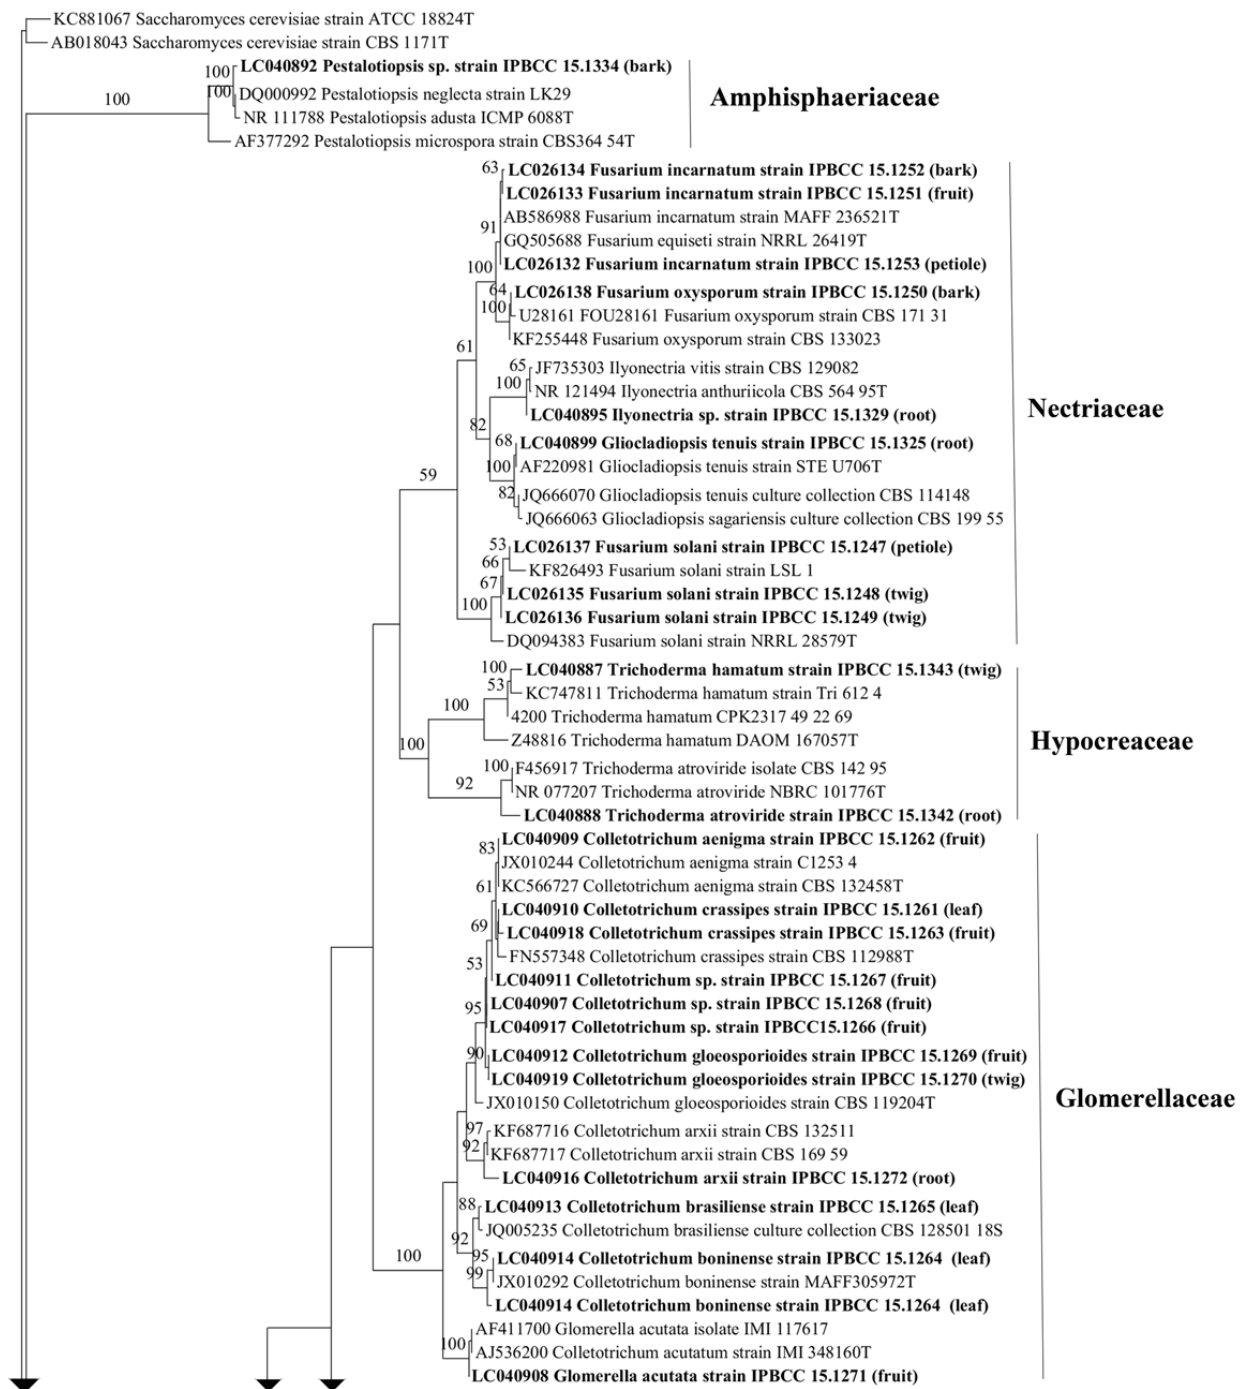 KC881067 Saccharomyces cerevisiae strain ATCC 18824T
AB018043 Saccharomyces cerevisiae strain CBS 1171T
100 LC040892 Pestalotiopsis sp. strain IPBCC 15.1334 (bark)
100 100 DQ000992 Pestalotiopsis neglecta strain LK29
Amphisphaeriaceae
NR 111788 Pestalotiopsis adusta ICMP 6088T
AF377292 Pestalotiopsis microspora strain CBS364 54T
63 LC026134 Fusarium incarnatum strain IPBCC 15.1252 (bark)
LC026133 Fusarium incarnatum strain IPBCC 15.1251 (fruit)
AB586988 Fusarium incarnatum strain MAFF 236521T
91
GQ505688 Fusarium equiseti strain NRRL 26419T
100 LC026132 Fusarium incarnatum strain IPBCC 15.1253 (petiole)
64 LC026138 Fusarium oxysporum strain IPBCC 15.1250 (bark)
100 U28161 FOU28161 Fusarium oxysporum strain CBS 171 31
KF255448 Fusarium oxysporum strain CBS 133023
61
65 JF735303 Ilyonectria vitis strain CBS 129082
100 NR 121494 Ilyonectria anthuriicola CBS 564 95T
Nectriaceae
LC040895 Ilyonectria sp. strain IPBCC 15.1329 (root)
82
68 LC040899 Gliocladiopsis tenuis strain IPBCC 15.1325 (root)
59 100 AF220981 Gliocladiopsis tenuis strain STE U706T
82 JQ666070 Gliocladiopsis tenuis culture collection CBS 114148
JQ666063 Gliocladiopsis sagariensis culture collection CBS 199 55
53 LC026137 Fusarium solani strain IPBCC 15.1247 (petiole)
66 KF826493 Fusarium solani strain LSL 1
67 LC026135 Fusarium solani strain IPBCC 15.1248 (twig)
100 LC026136 Fusarium solani strain IPBCC 15.1249 (twig)
DQ094383 Fusarium solani strain NRRL 28579T
100 LC040887 Trichoderma hamatum strain IPBCC 15.1343 (twig)
53 KC747811 Trichoderma hamatum strain Tri 612 4
100 4200 Trichoderma hamatum CPK2317 49 22 69
100 Z48816 Trichoderma hamatum DAOM 167057T
Hypocreaceae
100 F456917 Trichoderma atroviride isolate CBS 142 95
92 NR 077207 Trichoderma atroviride NBRC 101776T
LC040888 Trichoderma atroviride strain IPBCC 15.1342 (root)
LC040909 Colletotrichum aenigma strain IPBCC 15.1262 (fruit)
83 JX010244 Colletotrichum aenigma strain C1253 4
61 KC566727 Colletotrichum aenigma strain CBS 132458T
LC040910 Colletotrichum crassipes strain IPBCC 15.1261 (leaf)
69 LC040918 Colletotrichum crassipes strain IPBCC 15.1263 (fruit)
FN557348 Colletotrichum crassipes strain CBS 112988T
53
LC040911 Colletotrichum sp. strain IPBCC 15.1267 (fruit)
95 LC040907 Colletotrichum sp. strain IPBCC 15.1268 (fruit)
LC040917 Colletotrichum sp. strain IPBCC15.1266 (fruit)
90 LC040912 Colletotrichum gloeosporioides strain IPBCC 15.1269 (fruit)
LC040919 Colletotrichum gloeosporioides strain IPBCC 15.1270 (twig)
Glomerellaceae
JX010150 Colletotrichum gloeosporioides strain CBS 119204T
97 KF687716 Colletotrichum arxii strain CBS 132511
92 KF687717 Colletotrichum arxii strain CBS 169 59
LC040916 Colletotrichum arxii strain IPBCC 15.1272 (root)
88 LC040913 Colletotrichum brasiliense strain IPBCC 15.1265 (leaf)
JQ005235 Colletotrichum brasiliense culture collection CBS 128501 18S
92
100 95 LC040914 Colletotrichum boninense strain IPBCC 15.1264 (leaf)
99 JX010292 Colletotrichum boninense strain MAFF305972T
LC040914 Colletotrichum boninense strain IPBCC 15.1264 (leaf)
AF411700 Glomerella acutata isolate IMI 117617
100 AJ536200 Colletotrichum acutatum strain IMI 348160T
LC040908 Glomerella acutata strain IPBCC 15.1271 (fruit)